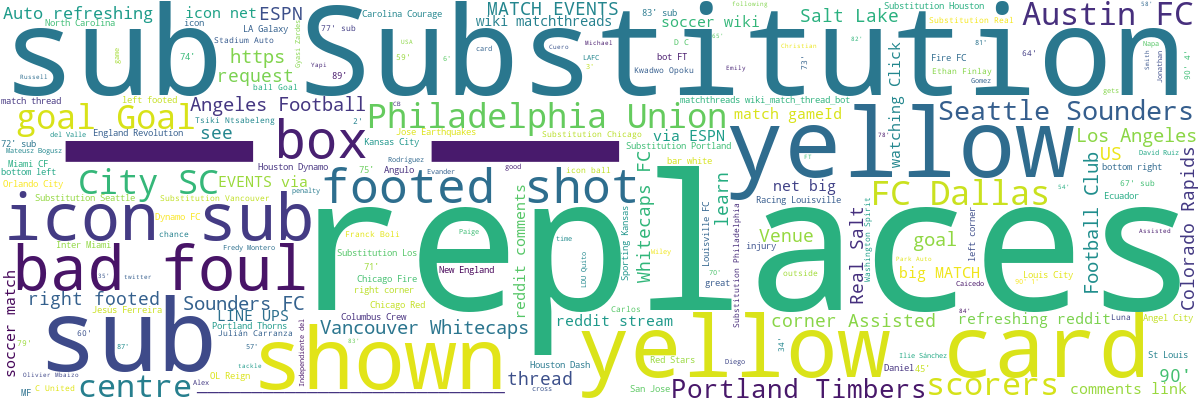 Auto refreshing
icon net
ESPN
Carolina Courage
MATCH EVENTS
83' sub
Substitution Houston
58'
North Carolina
icon
LA Galaxy
77' sub
wiki matchthreads
soccer wiki
Salt Lake
Substitution Real
Austin FC
following
sub
Substitution
Stadium Auto
74'
https
request
ball Goal
Gyasi Zardes
game
Russell
Yapi
89'
59'
USA
6'
card
Cuero
Michael
LAFC
3'
Kwadwo Opoku
D C
bot FT
65'
Emily
Christian
73'
82'
watching Click
81'
Fire FC
Ethan Finlay
Gomez
64'
Napa
Smith
Jonathan
90' 4'
gets
match thread
left footed
Angeles Football
CB
matchthreads wiki_match_thread_bot
goal Goal
Tsiki Ntsabeleng
2'
Philadelphia Union
match gameId
Seattle Sounders
del Valle
England Revolution
see
box
Jose Earthquakes
Substitution Chicago
via ESPN
yellow
78'
Los Angeles
72' sub
Mateusz Bogusz
Kansas City
Substitution Portland
David Ruiz
Miami CF
bottom left
Houston Dynamo
75'
Rodriguez
Angulo
good
Evander
bar white
FT
US
bottom right
Orlando City
City SC
EVENTS via
penalty
footed shot
icon ball
Whitecaps FC
learn
net big
Racing Louisville
54'
FC Dallas
67' sub
Ecuador
Football Club
Colorado Rapids
Substitution Seattle
Substitution Vancouver
icon sub
replaces
Dynamo FC
chance
Franck Boli
Paige
reddit comments
time
LDU Quito
Sporting Kansas
Wiley
Louisville FC
Substitution Philadelphia
Venue
injury
outside
Real Salt
Washington Spirit
goal
left corner
Assisted
Inter Miami
Fredy Montero
Substitution Los
71'
New England
bad foul
35'
twitter
Chicago Fire
70'
great
Park Auto
big MATCH
Caicedo
90' 1'
Louis City
soccer match
right footed
Jesus Ferreira
Sounders FC
right corner
Chicago Red
Carlos
84'
LINE UPS
Columbus Crew
reddit stream
corner Assisted
refreshing reddit
Luna
Angel City
sub
60'
Portland Thorns
Julián Carranza
Independiente del
Vancouver Whitecaps
yellow card
79'
87'
57'
83'
34'
Ilie Sánchez
St Louis
tackle
shown
Houston Dash
Red Stars
Diego
Daniel
45'
90'
Olivier Mbaizo
OL Reign
thread
MF
C United
centre
Alex
cross
San Jose
Portland Timbers
scorers
comments link